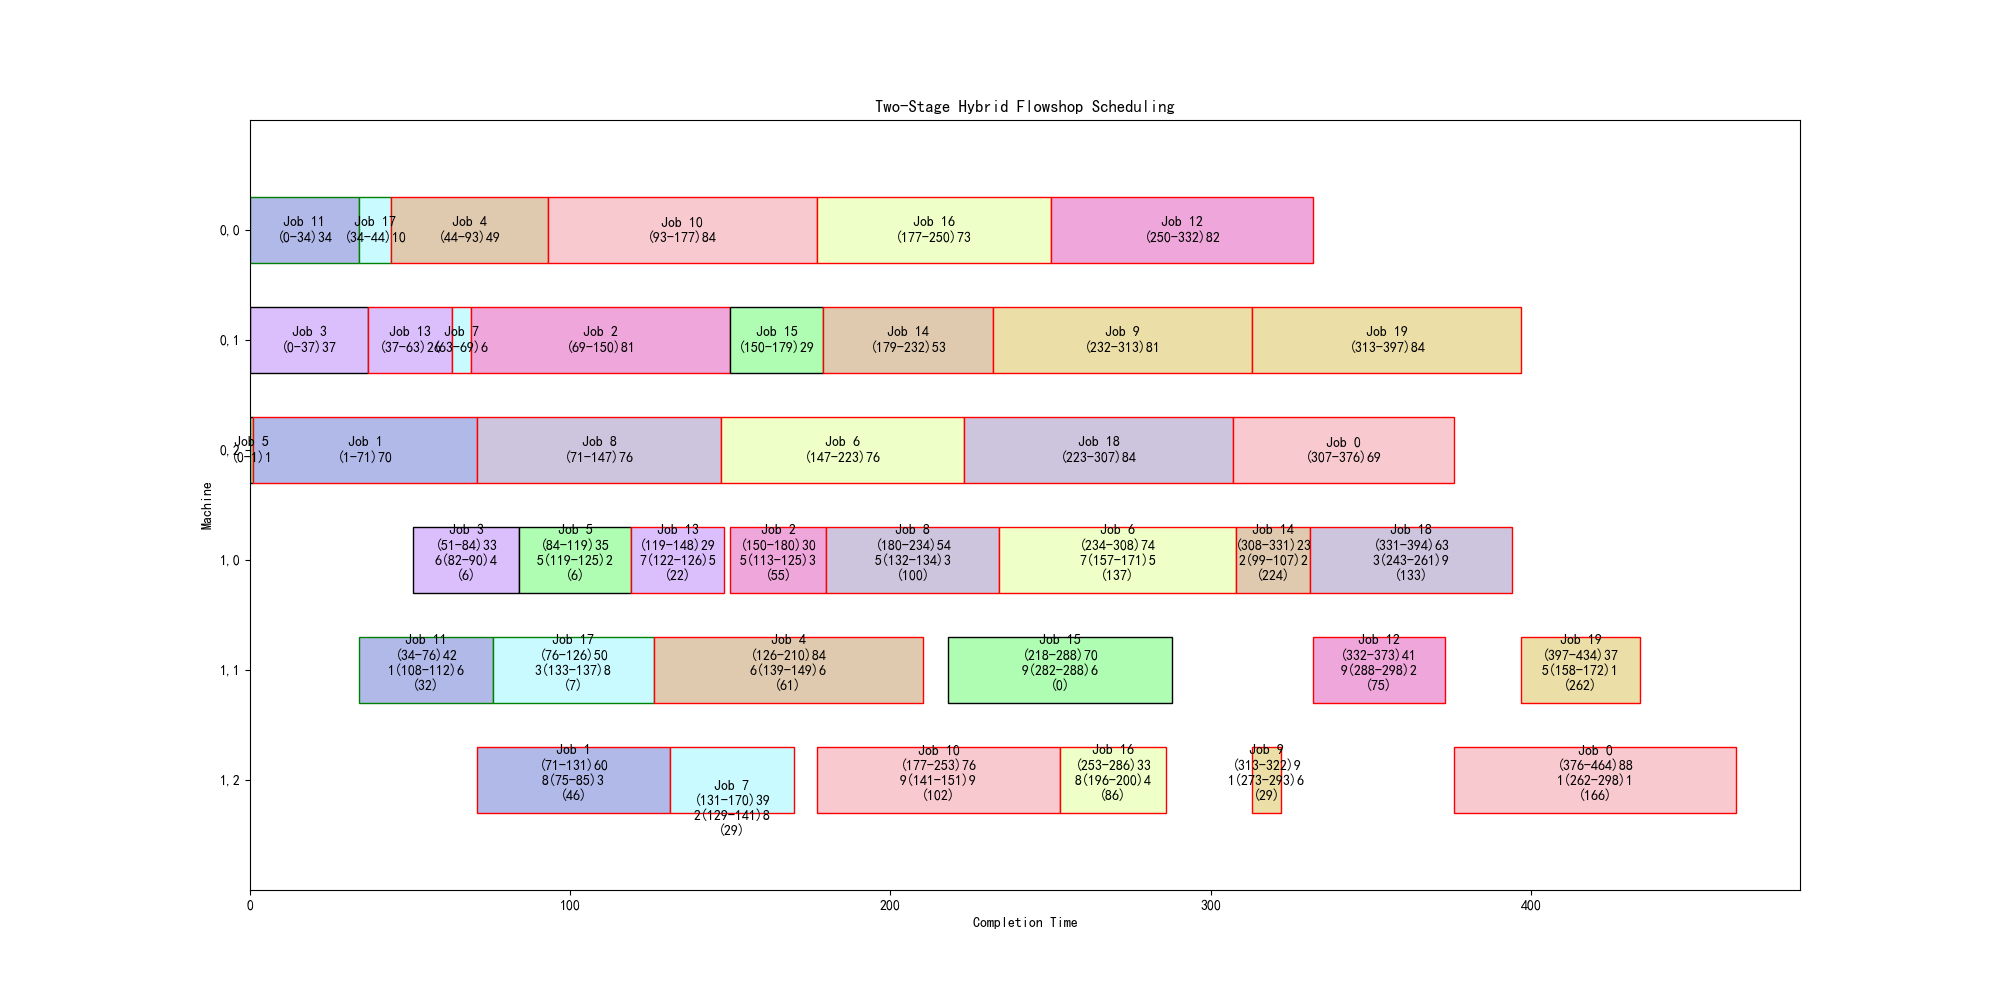 Two-Stage Hybrid Flowshop Scheduling
0,0
Job 11
(0-34)34
Job 17
(34-44)10
Job 4
(44-93)49
Job 10
(93-177)84
Job 16
(177-250)73
Job 12
(250-332)82
0,1
Job 3
(0-37)37
Job 13
(37-63)26
Job 7
(63-69)6
Job 2
(69-150)81
Job 15
(150-179)29
Job 14
(179-232)53
Job 9
(232-313)81
Job 19
(313-397)84
0,2
Job 5
(0-1)1
Job 1
(1-71)70
Job 8
(71-147)76
Job 6
(147-223)76
Job 18
(223-307)84
Job 0
(307-376)69
Machine
1,0
Job 3
(51-84)33
6(82-90)4
(6)
Job 5
(84-119)35
5(119-125)2
(6)
Job 13
(119-148)29
7(122-126)5
(22)
Job 2
(150-180)30
5(113-125)3
(55)
Job 8
(180-234)54
5(132-134)3
(100)
Job 6
(234-308)74
7(157-171)5
(137)
Job 14
(308-331)23
2(99-107)2
(224)
Job 18
(331-394)63
3(243-261)9
(133)
1,1
Job 11
(34-76)42
1(108-112)6
(32)
Job 17
(76-126)50
3(133-137)8
(7)
Job 4
(126-210)84
6(139-149)6
(61)
Job 15
(218-288)70
9(282-288)6
(0)
Job 12
(332-373)41
9(288-298)2
(75)
Job 19
(397-434)37
5(158-172)1
(262)
1,2
Job 1
(71-131)60
8(75-85)3
(46)
Job 7
(131-170)39
2(129-141)8
(29)
Job 10
(177-253)76
9(141-151)9
(102)
Job 16
(253-286)33
8(196-200)4
(86)
Job 9
(313-322)9
1(273-293)6
(29)
Job 0
(376-464)88
1(262-298)1
(166)
0
100
200
300
400
Completion Time